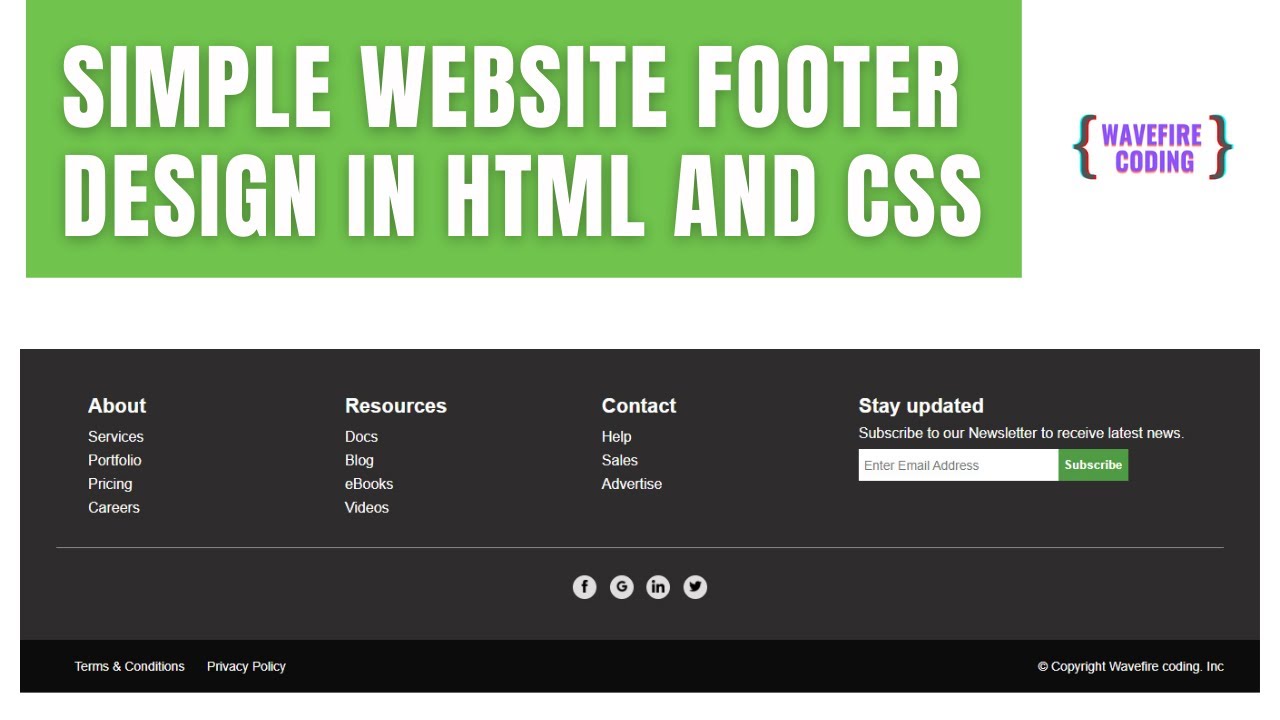 SIMPLE WEBSITE FOOTER
DESIGN IN HTML AND CSS
{ WAVEFIRE
CODING }
About
Services
Portfolio
Pricing
Careers
Resources
Docs
Blog
eBooks
Videos
Contact
Help
Sales
Advertise
Stay updated
Subscribe to our Newsletter to receive latest news.
Enter Email Address Subscribe
f G in
Terms & Conditions Privacy Policy © Copyright Wavefire coding. Inc